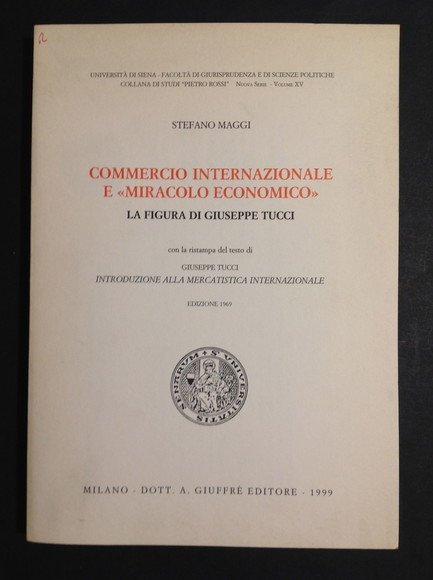 UNIVERSITÀ DI SIENA - FACOLTÀ DI GIURISPRUDENZA E DI SCIENZE POLITICHE
COLLANA DI STUDI "PIETRO ROSSI" NUOVA SERIE - VOLUME XV
STEFANO MAGGI
COMMERCIO INTERNAZIONALE
E «MIRACOLO ECONOMICO»
LA FIGURA DI GIUSEPPE TUCCI
con la ristampa del testo di
GIUSEPPE TUCCI
INTRODUZIONE ALLA MERCATISTICA INTERNAZIONALE
EDIZIONE 1969
MILANO - DOTT. A. GIUFFRÈ EDITORE - 1999